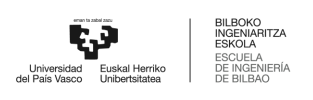 eman ta zabal zazu
Universidad
del País Vasco
Euskal Herriko
Unibertsitatea
BILBOKO
INGENIARITZA
ESKOLA
ESCUELA
DE INGENIERÍA
DE BILBAO